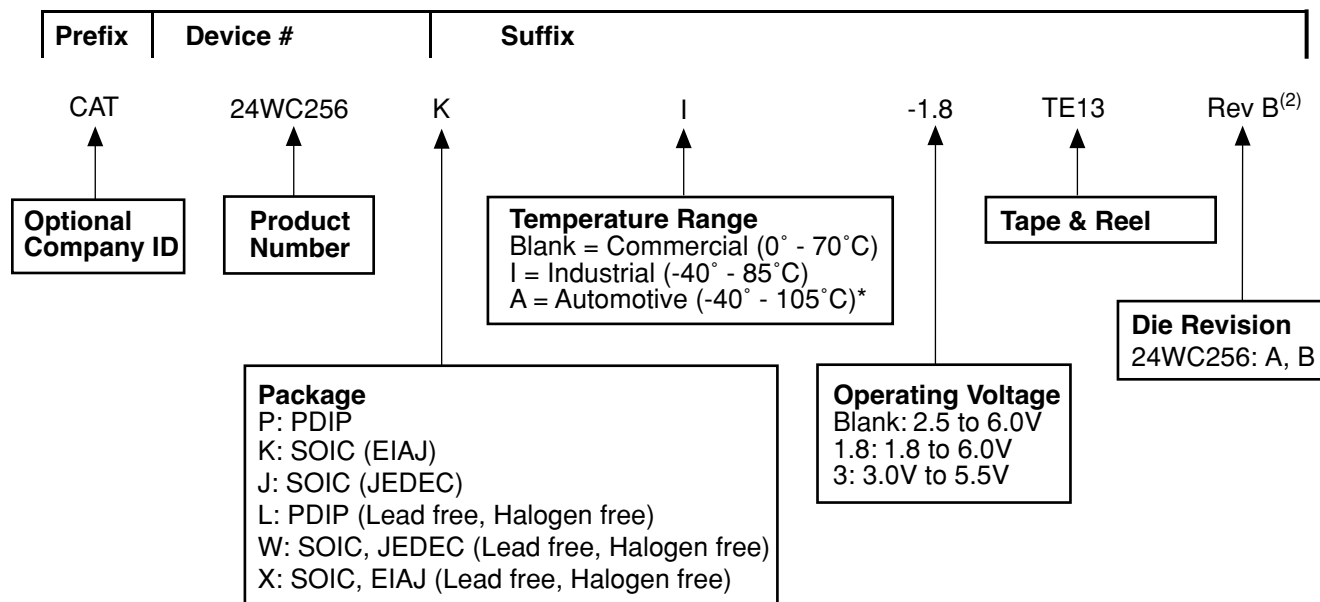 Prefix Device # Suffix
CAT 24WC256 K I -1.8 TE13 Rev B(2)
Optional
Company ID
Product
Number
Temperature Range
Blank = Commercial (0˚ - 70˚C)
I = Industrial (-40˚ - 85˚C)
A = Automotive (-40˚ - 105˚C)*
Tape & Reel
Die Revision
24WC256: A, B
Package
P: PDIP
K: SOIC (EIAJ)
J: SOIC (JEDEC)
L: PDIP (Lead free, Halogen free)
W: SOIC, JEDEC (Lead free, Halogen free)
X: SOIC, EIAJ (Lead free, Halogen free)
Operating Voltage
Blank: 2.5 to 6.0V
1.8: 1.8 to 6.0V
3: 3.0V to 5.5V